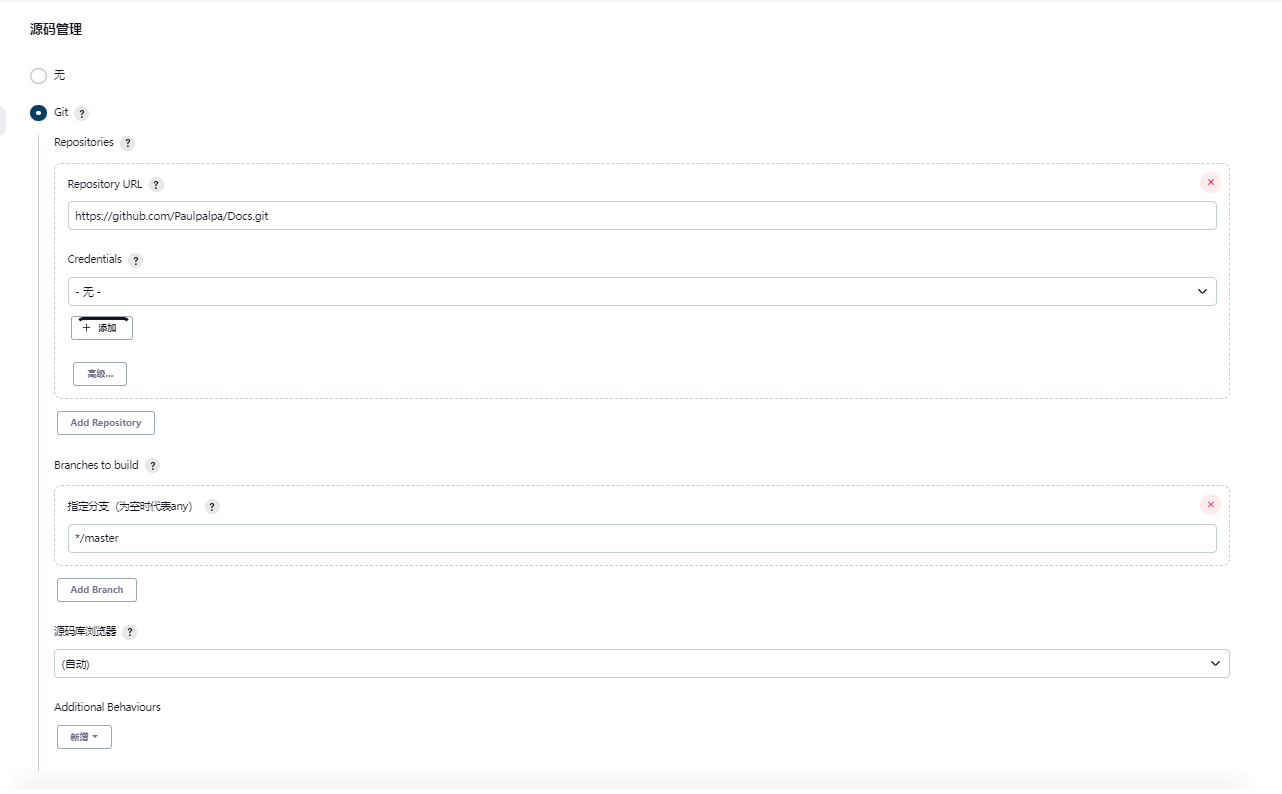 源码管理
无
Git ?
Repositories ?
Repository URL ?
https://github.com/Paulpalpa/Docs.git
Credentials ?
- 无 -
+ 添加
高级...
Add Repository
Branches to build ?
指定分支（为空时代表any） ?
*/master
Add Branch
源码库浏览器 ?
(自动)
Additional Behaviours
新增